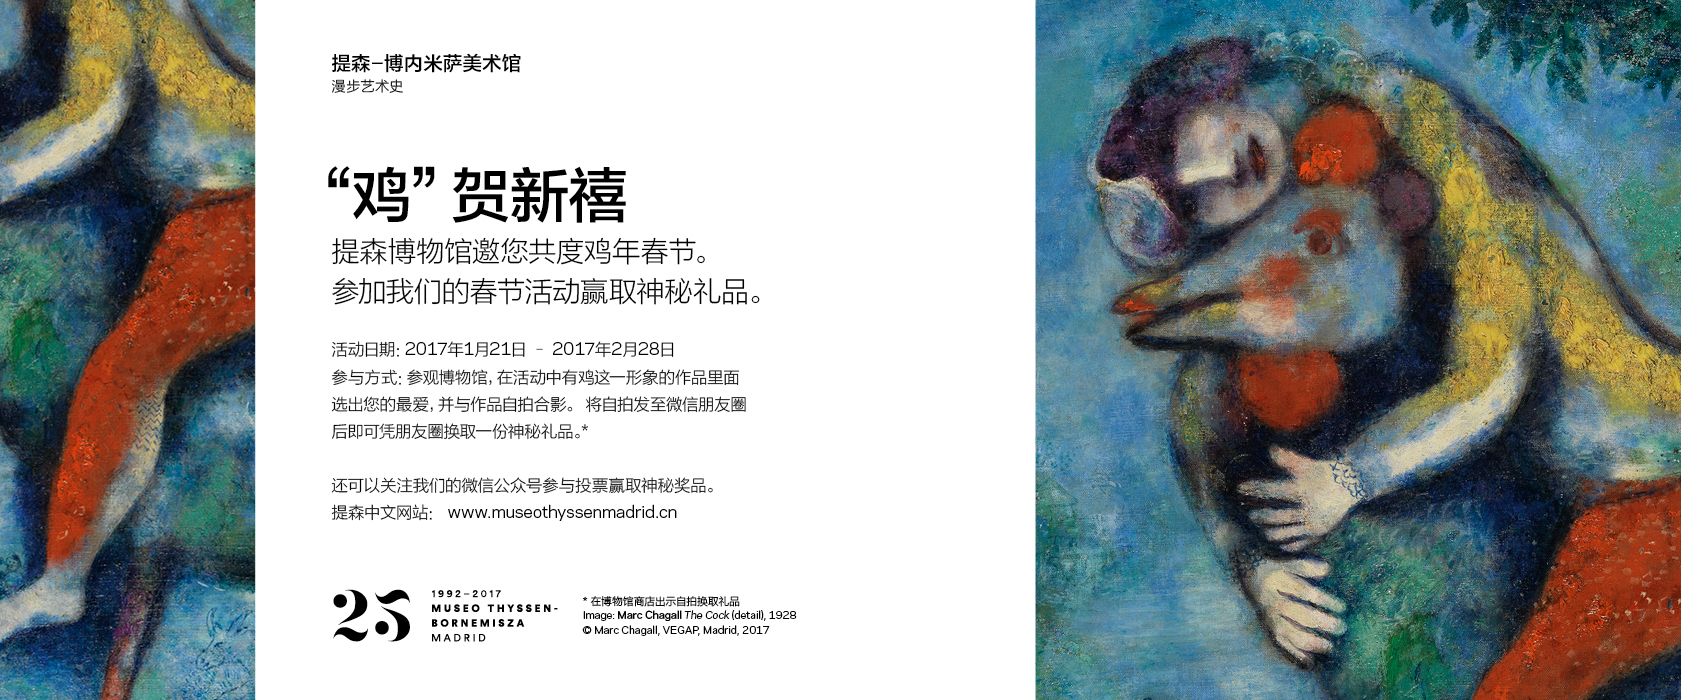 提森-博内米萨美术馆
漫步艺术史
“鸡” 贺新禧
提森博物馆邀您共度鸡年春节。
参加我们的春节活动赢取神秘礼品。
活动日期: 2017年1月21日 - 2017年2月28日
参与方式: 参观博物馆, 在活动中有鸡这一形象的作品里面
选出您的最爱, 并与作品自拍合影。 将自拍发至微信朋友圈
后即可凭朋友圈换取一份神秘礼品。*
还可以关注我们的微信公众号参与投票赢取神秘奖品。
提森中文网站: www.museothyssenmadrid.cn
25
1992–2017
MUSEO THYSSEN-
BORNEMISZA
MADRID
* 在博物馆商店出示自拍换取礼品
Image: Marc Chagall The Cock (detail), 1928
© Marc Chagall, VEGAP, Madrid, 2017